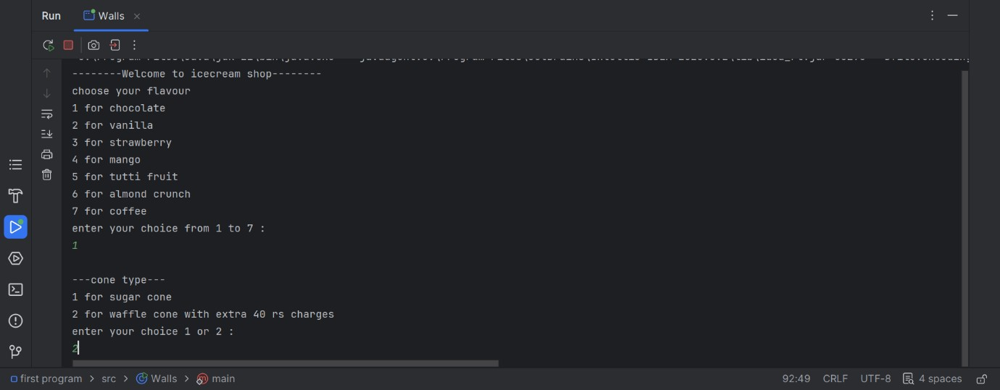 Run Walls
--------Welcome to icecream shop--------
choose your flavour
1 for chocolate
2 for vanilla
3 for strawberry
4 for mango
5 for tutti fruit
6 for almond crunch
7 for coffee
enter your choice from 1 to 7 :
1
---cone type---
1 for sugar cone
2 for waffle cone with extra 40 rs charges
enter your choice 1 or 2 :
2
first program > src > Walls > main 92:49 CRLF UTF-8 4 spaces